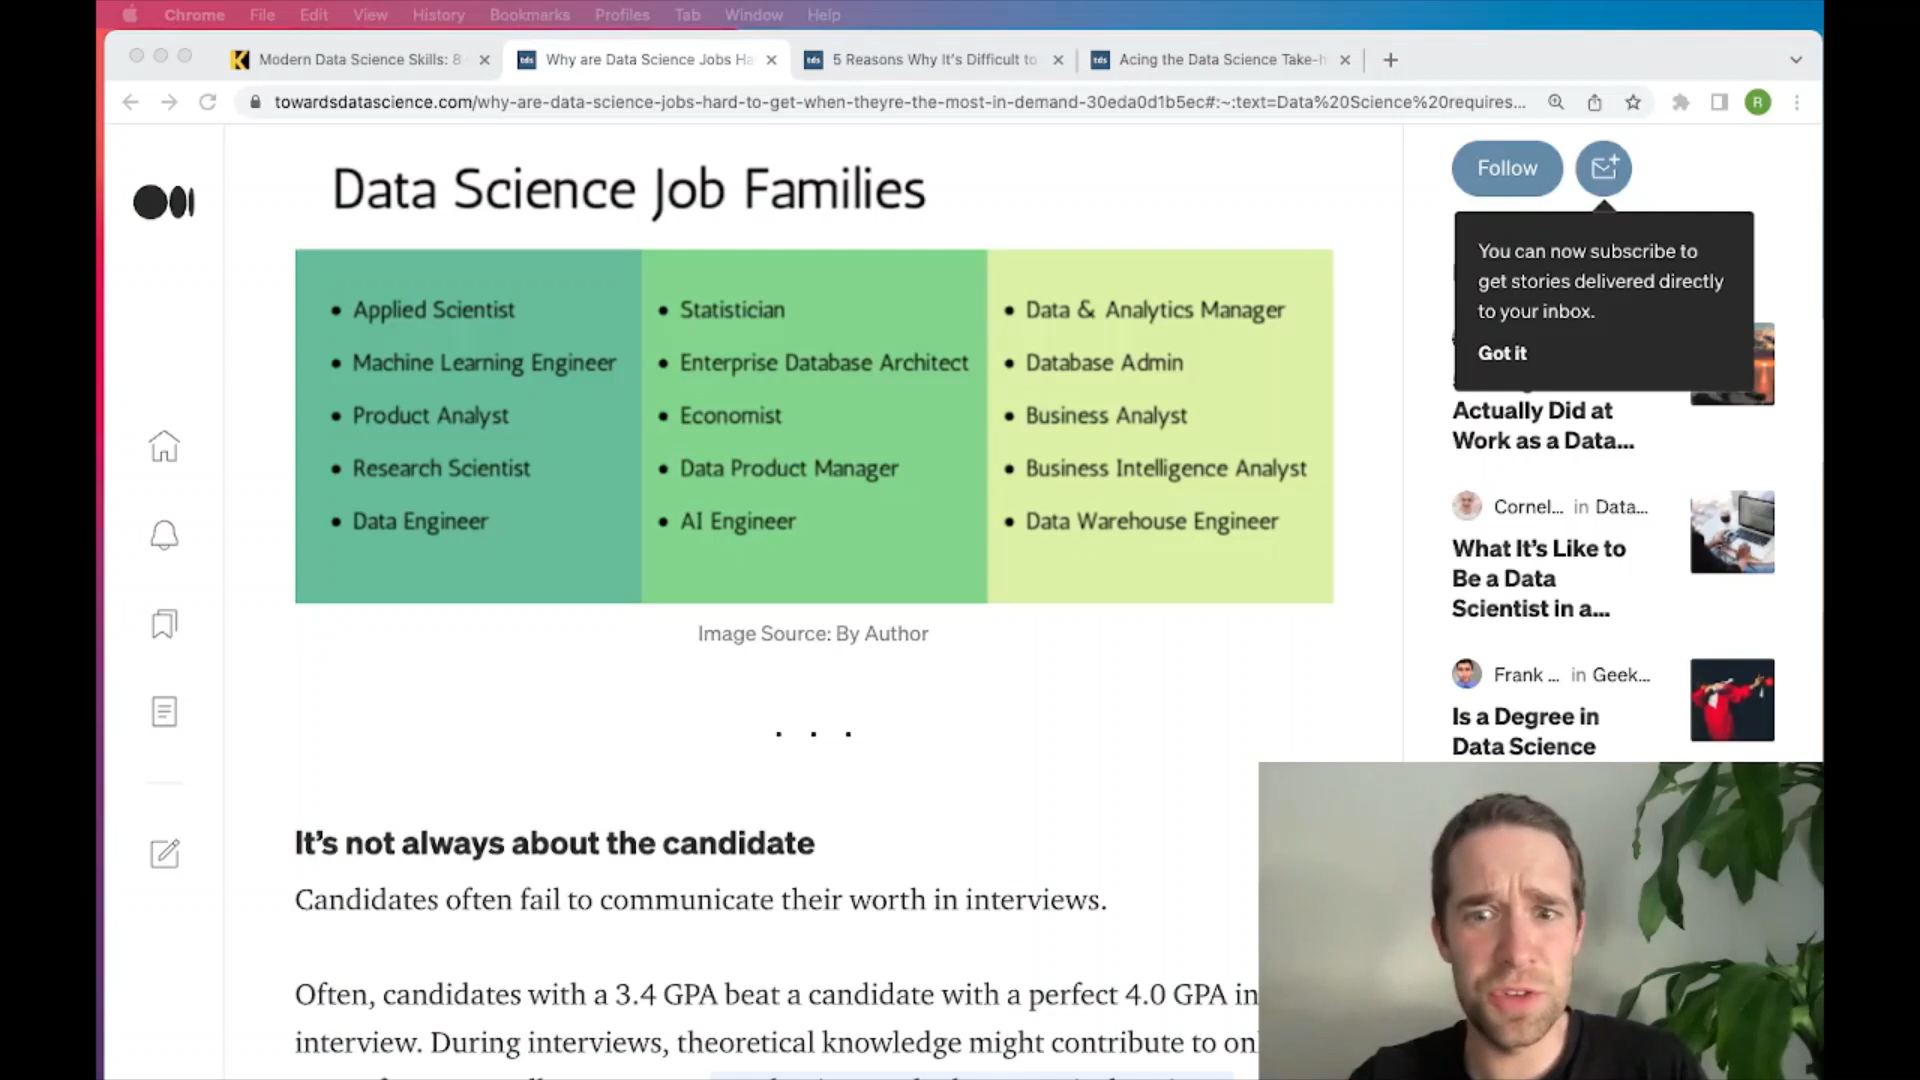 Chrome File Edit View History Bookmarks Profiles Tab Window Help
Modern Data Science Skills: 8
Why are Data Science Jobs Ha
5 Reasons Why It's Difficult to
Acing the Data Science Take-h
towardsdatascience.com/why-are-data-science-jobs-hard-to-get-when-theyre-the-most-in-demand-30eda0d1b5ec#:~:text=Data%20Science%20requires...
R
Data Science Job Families
• Applied Scientist
• Machine Learning Engineer
• Product Analyst
• Research Scientist
• Data Engineer
• Statistician
• Enterprise Database Architect
• Economist
• Data Product Manager
• AI Engineer
• Data & Analytics Manager
• Database Admin
• Business Analyst
• Business Intelligence Analyst
• Data Warehouse Engineer
Image Source: By Author
. . .
It's not always about the candidate
Candidates often fail to communicate their worth in interviews.
Often, candidates with a 3.4 GPA beat a candidate with a perfect 4.0 GPA in
interview. During interviews, theoretical knowledge might contribute to on
Follow
You can now subscribe to
get stories delivered directly
to your inbox.
Got it
Actually Did at
Work as a Data...
Cornel... in Data...
What It's Like to
Be a Data
Scientist in a...
Frank ... in Geek...
Is a Degree in
Data Science